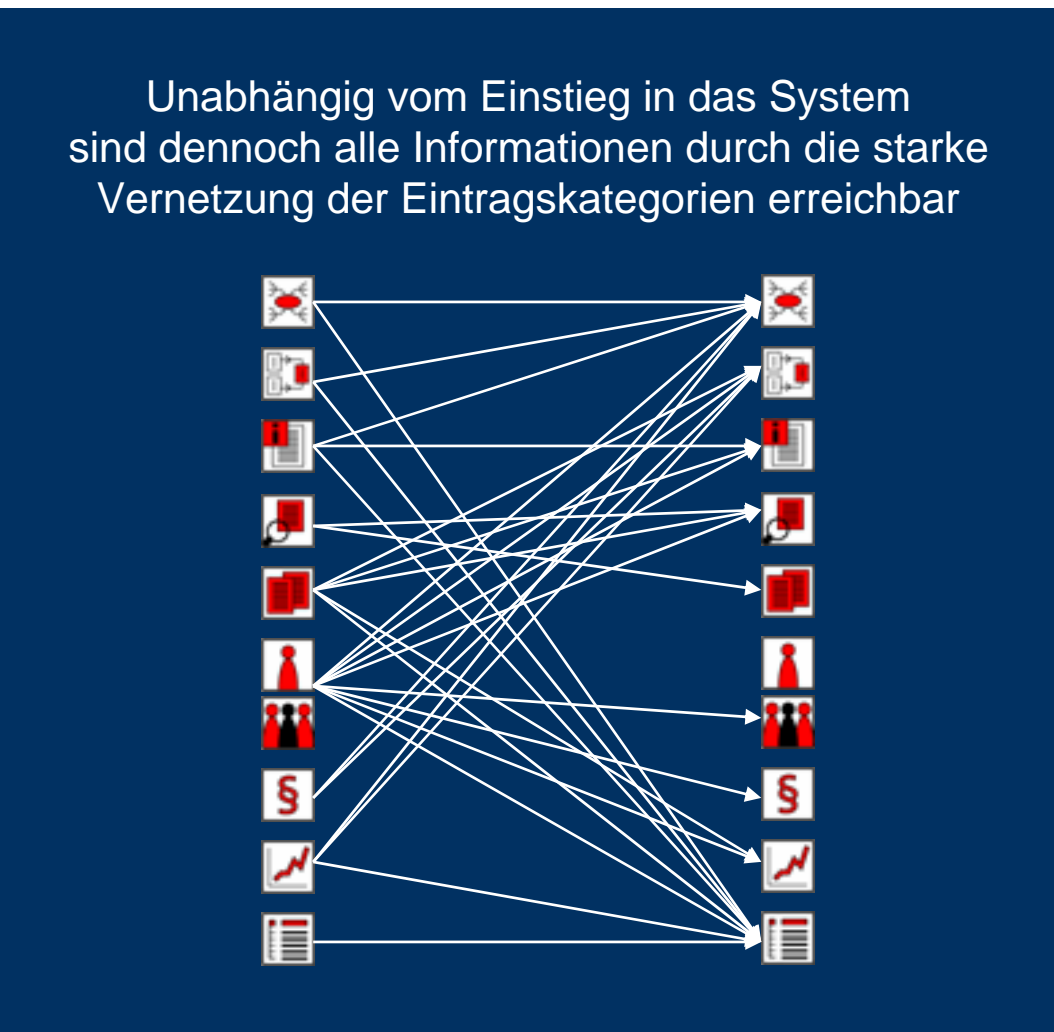 Unabhängig vom Einstieg in das System
sind dennoch alle Informationen durch die starke
Vernetzung der Eintragskategorien erreichbar
i i
§ §